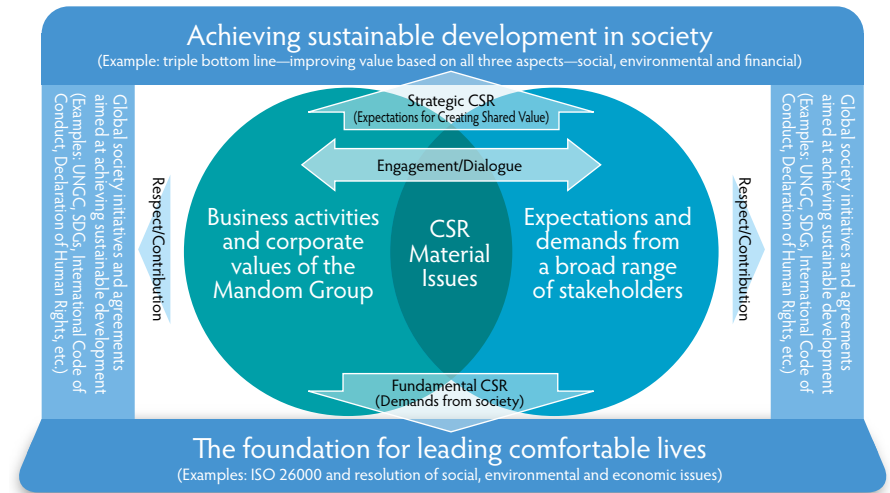 Achieving sustainable development in society
(Example: triple bottom line—improving value based on all three aspects—social, environmental and financial)
Global society initiatives and agreements
aimed at achieving sustainable development
(Examples: UNGC, SDGs, International Code of
Conduct, Declaration of Human Rights, etc.)
Respect/Contribution
Strategic CSR
(Expectations for Creating Shared Value)
Engagement/Dialogue
Business activities
and corporate
values of the
Mandom Group
CSR
Material
Issues
Expectations and
demands from
a broad range
of stakeholders
Fundamental CSR
(Demands from society)
Respect/Contribution
Global society initiatives and agreements
aimed at achieving sustainable development
(Examples: UNGC, SDGs, International Code of
Conduct, Declaration of Human Rights, etc.)
The foundation for leading comfortable lives
(Examples: ISO 26000 and resolution of social, environmental and economic issues)